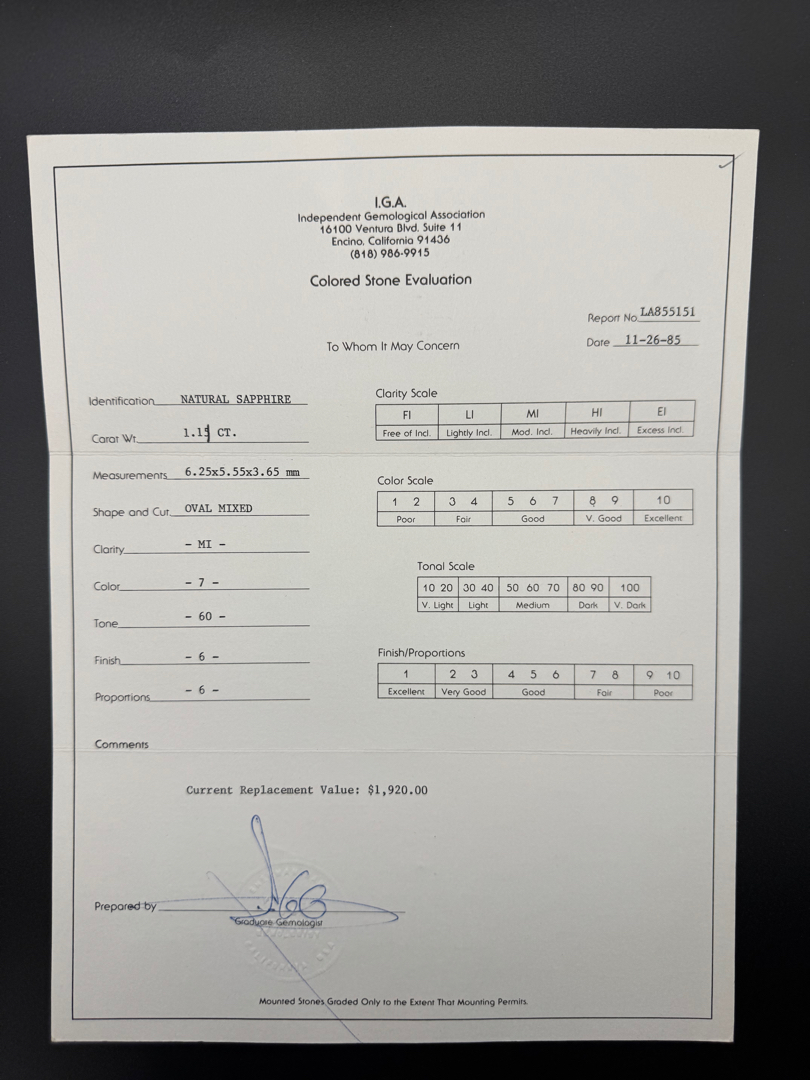 I.G.A.
Independent Gemological Association
16100 Ventura Blvd. Suite 11
Encino, California 91436
(818) 986-9915
Colored Stone Evaluation
Report No. LA855151
Date 11-26-85
To Whom It May Concern
Identification NATURAL SAPPHIRE
Carat Wt. CT.
Measurements 6.25x5.55x3.65 mm
Shape and Cut OVAL MIXED
Clarity - MI -
Color - 7 -
Tone - 60 -
Finish - 6 -
Proportions - 6 -
Clarity Scale
FI LI MI HI EI
Free of Incl. Lightly Incl. Mod. Incl. Heavily Incl. Excess Incl.
Color Scale
1 2 3 4 5 6 7 8 9 10
Poor Fair Good V. Good Excellent
Tonal Scale
10 20 30 40 50 60 70 80 90 100
V. Light Light Medium Dark V. Dark
Finish/Proportions
1 2 3 4 5 6 7 8 9 10
Excellent Very Good Good Fair Poor
Comments
Current Replacement Value: $1,920.00
Prepared by
Graduate Gemologist
Mounted Stones Graded Only to the Extent That Mounting Permits.